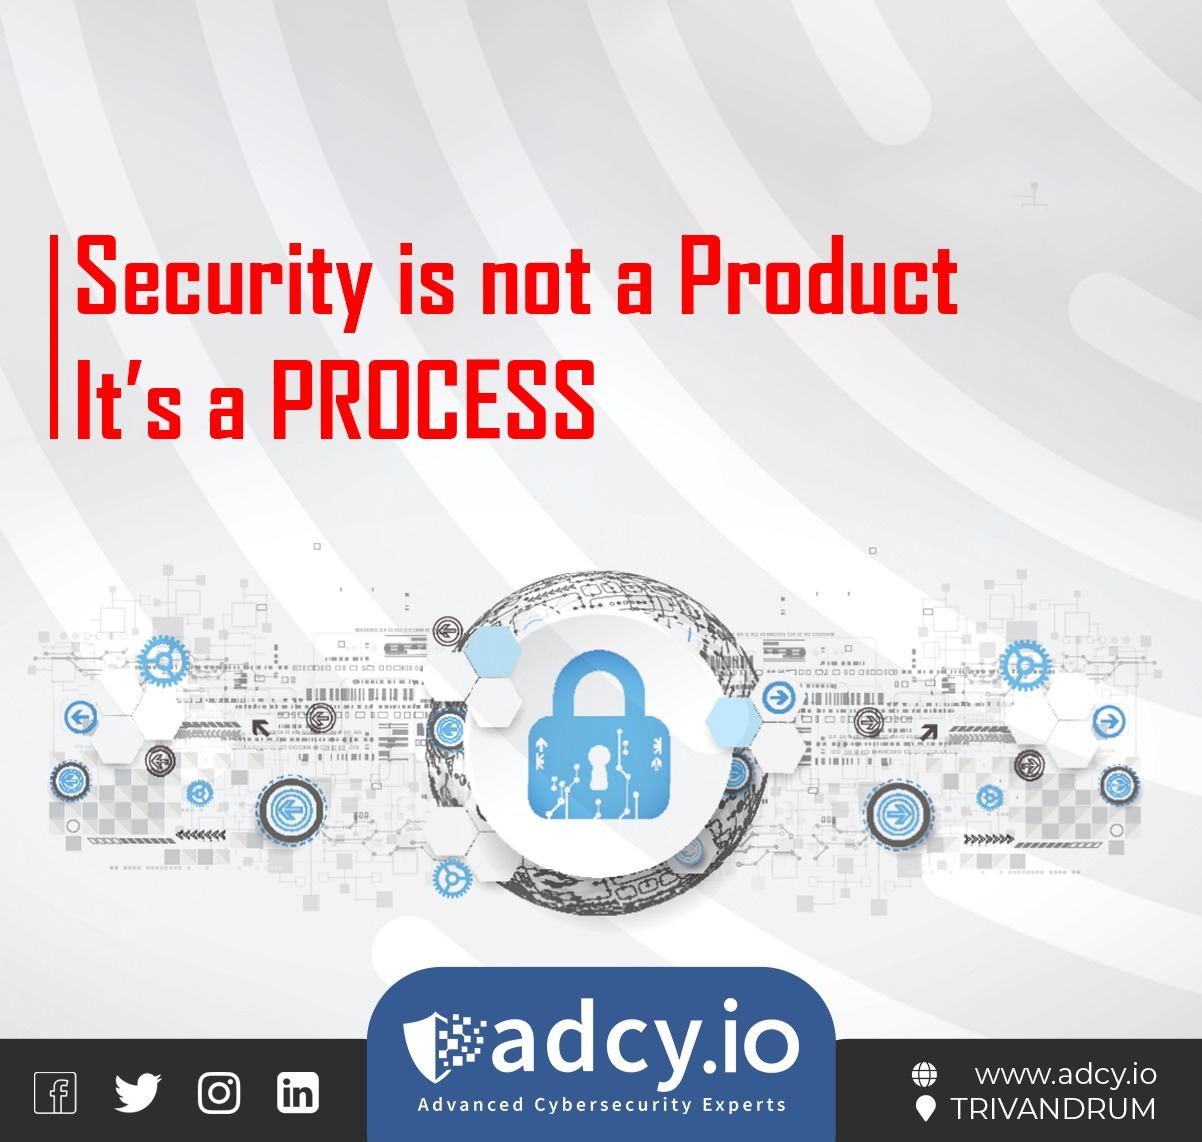 Security is not a Product
It's a PROCESS
adcy.io
Advanced Cybersecurity Experts
www.adcy.io
TRIVANDRUM